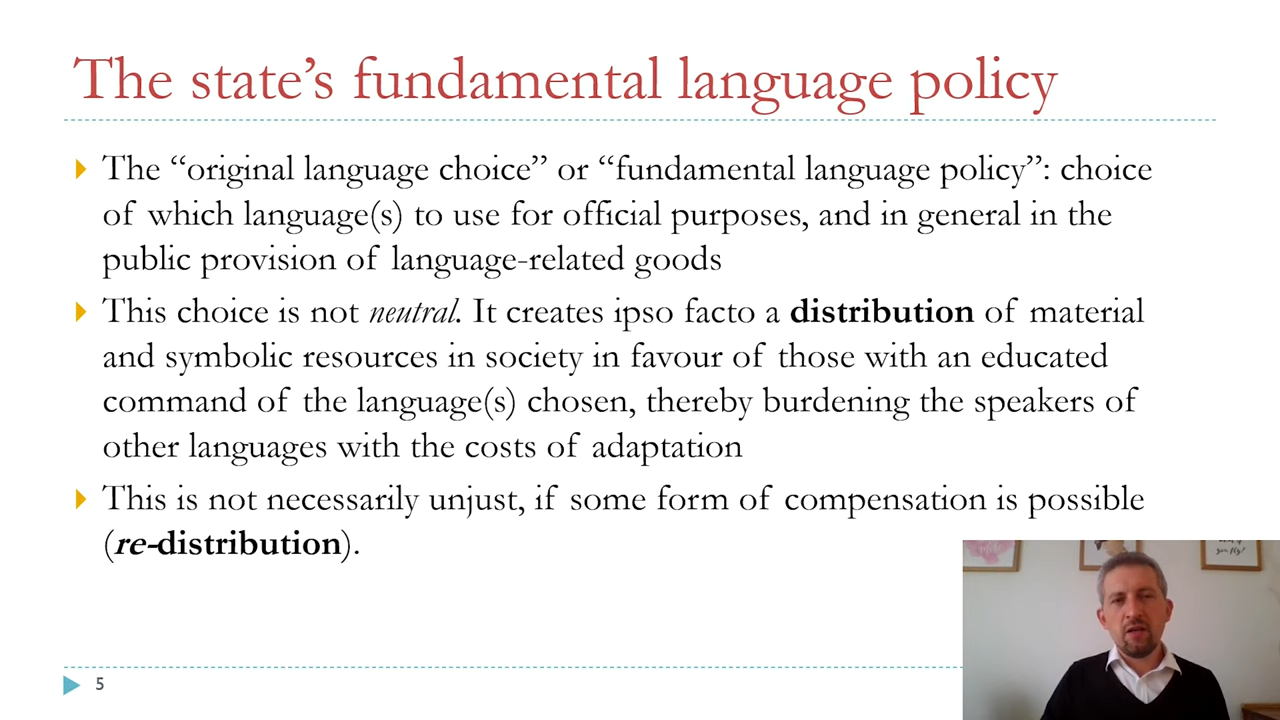 The state’s fundamental language policy
The “original language choice” or “fundamental language policy”: choice
of which language(s) to use for official purposes, and in general in the
public provision of language-related goods
This choice is not neutral. It creates ipso facto a distribution of material
and symbolic resources in society in favour of those with an educated
command of the language(s) chosen, thereby burdening the speakers of
other languages with the costs of adaptation
This is not necessarily unjust, if some form of compensation is possible
(re-distribution).
5